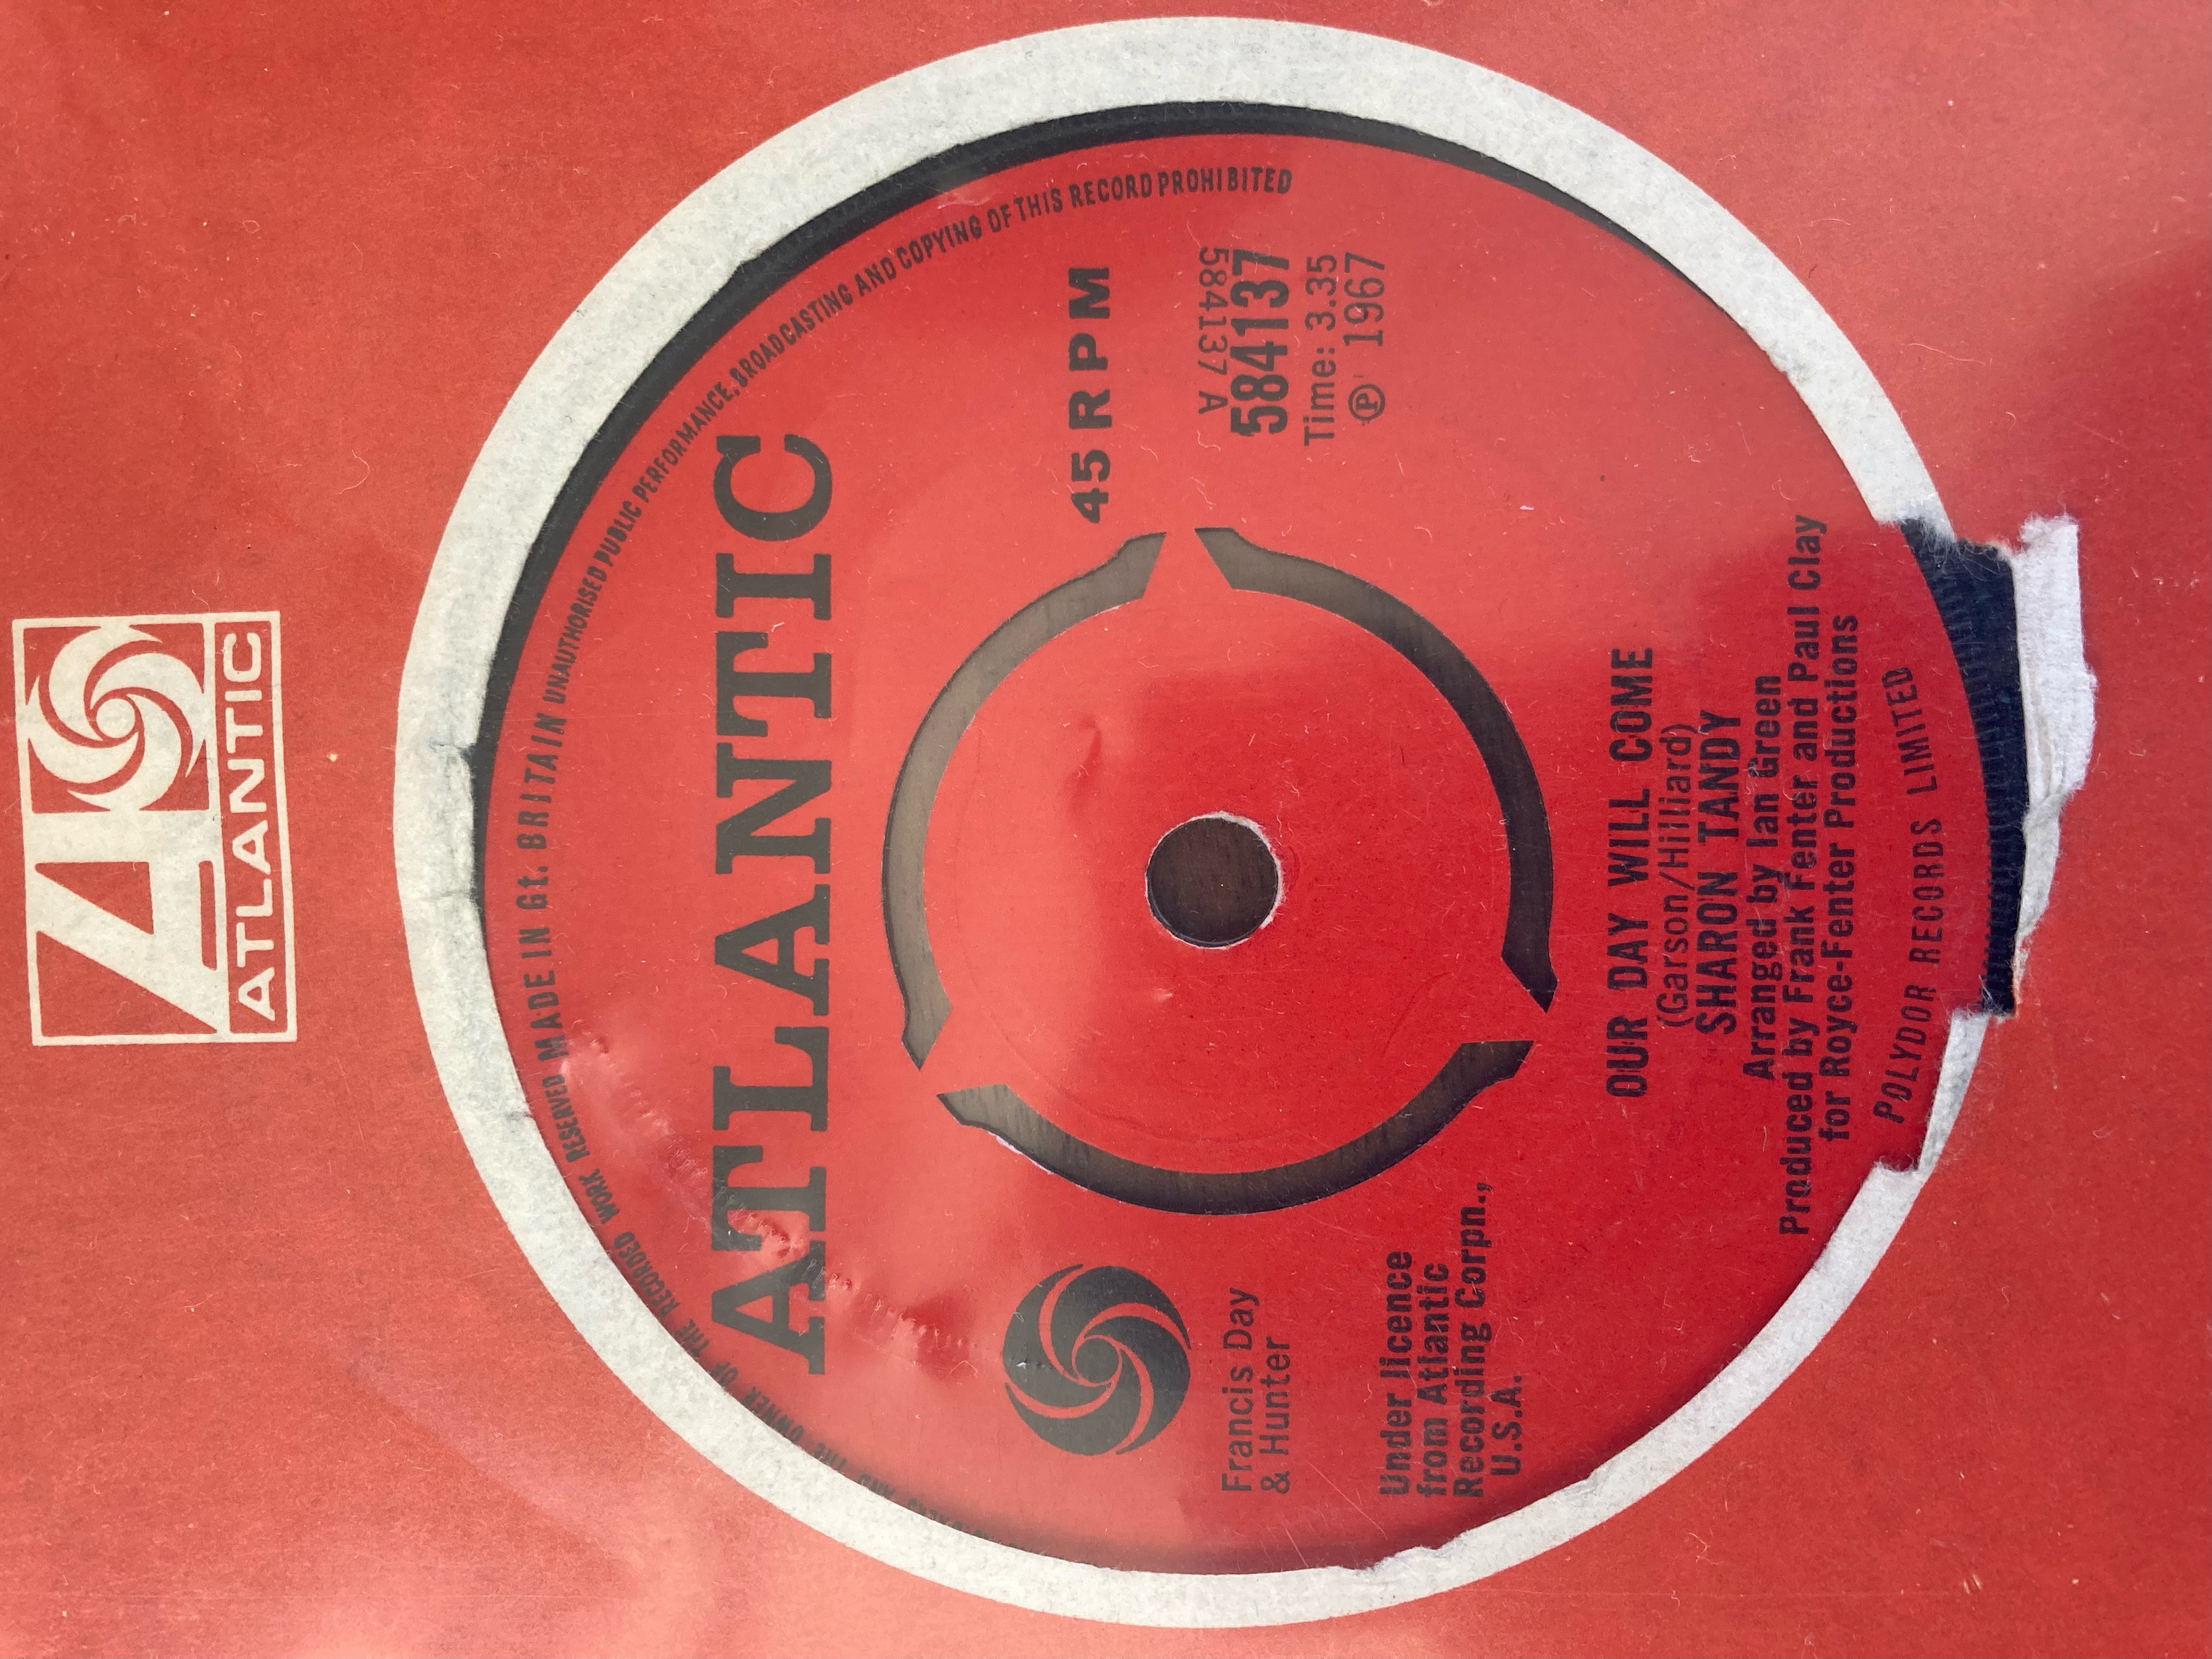 ATLANTIC
AND THE OWNER OF THE RECORDED WORK RESERVED MADE IN Gt. BRITAIN UNAUTHORISED PUBLIC PERFORMANCE, BROADCASTING AND COPYING OF THIS RECORD PROHIBITED
ATLANTIC
45 RPM
Francis Day
& Hunter
584137 A
584137
Time: 3.35
℗ 1967
Under licence
from Atlantic
Recording Corpn.,
U.S.A.
OUR DAY WILL COME
(Garson/Hilliard)
SHARON TANDY
Arranged by Ian Green
Produced by Frank Fenter and Paul Clay
for Royce-Fenter Productions
POLYDOR RECORDS LIMITED